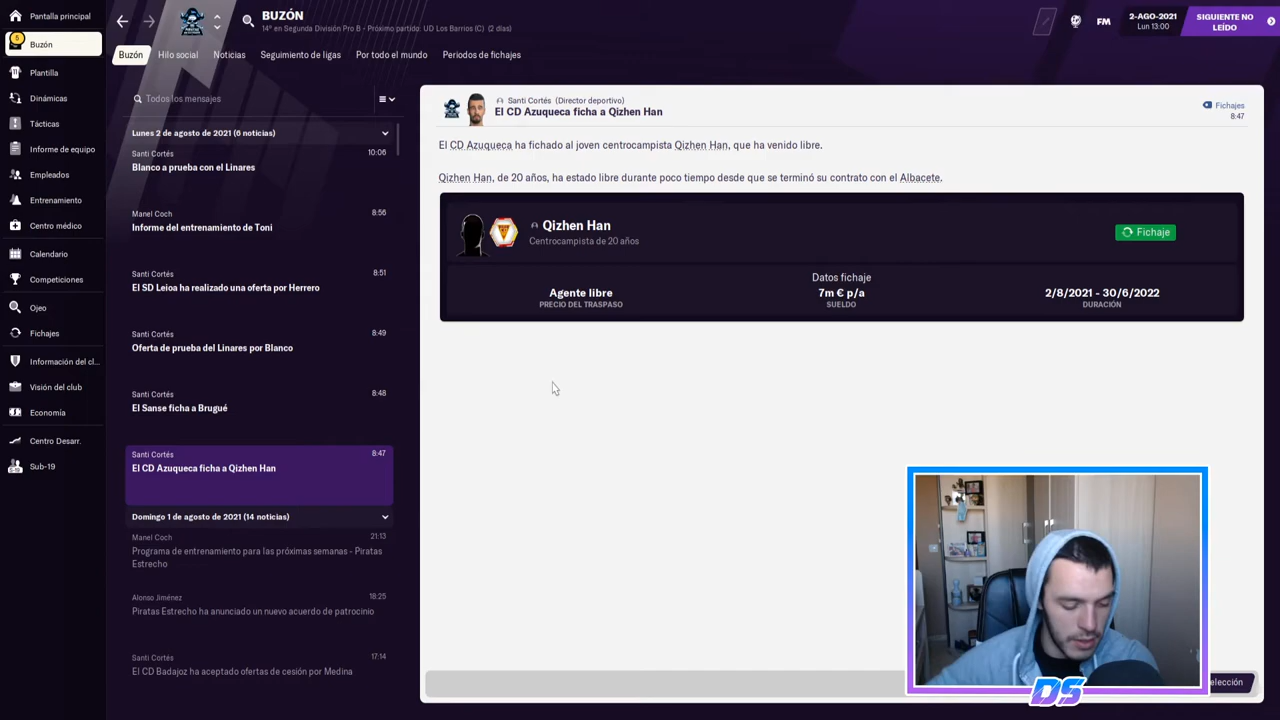 Pantalla principal
5
Buzón
Plantilla
Dinámicas
Tácticas
Informe de equipo
Empleados
Entrenamiento
Centro médico
Calendario
Competiciones
Ojeo
Fichajes
Información del cl...
Visión del club
Economía
Centro Desarr.
Sub-19
BUZÓN
14º en Segunda División Pro B - Próximo partido: UD Los Barrios (C) (2 días)
FM
2-AGO-2021
Lun 13:00
SIGUIENTE NO LEÍDO
Buzón
Hilo social
Noticias
Seguimiento de ligas
Por todo el mundo
Periodos de fichajes
Todos los mensajes
Lunes 2 de agosto de 2021 (6 noticias)
Santi Cortés 10:06
Blanco a prueba con el Linares
Manel Coch 8:56
Informe del entrenamiento de Toni
Santi Cortés 8:51
El SD Leioa ha realizado una oferta por Herrero
Santi Cortés 8:49
Oferta de prueba del Linares por Blanco
Santi Cortés 8:48
El Sanse ficha a Brugué
Santi Cortés 8:47
El CD Azuqueca ficha a Qizhen Han
Domingo 1 de agosto de 2021 (14 noticias)
Manel Coch 21:13
Programa de entrenamiento para las próximas semanas - Piratas
Estrecho
Alonso Jiménez 18:25
Piratas Estrecho ha anunciado un nuevo acuerdo de patrocinio
Santi Cortés 17:14
El CD Badajoz ha aceptado ofertas de cesión por Medina
Santi Cortés (Director deportivo)
El CD Azuqueca ficha a Qizhen Han
Fichajes
8:47
El CD Azuqueca ha fichado al joven centrocampista Qizhen Han, que ha venido libre.
Qizhen Han, de 20 años, ha estado libre durante poco tiempo desde que se terminó su contrato con el Albacete.
Qizhen Han
Centrocampista de 20 años
Fichaje
Datos fichaje
Agente libre
PRECIO DEL TRASPASO
7m € p/a
SUELDO
2/8/2021 - 30/6/2022
DURACIÓN
elección
DS